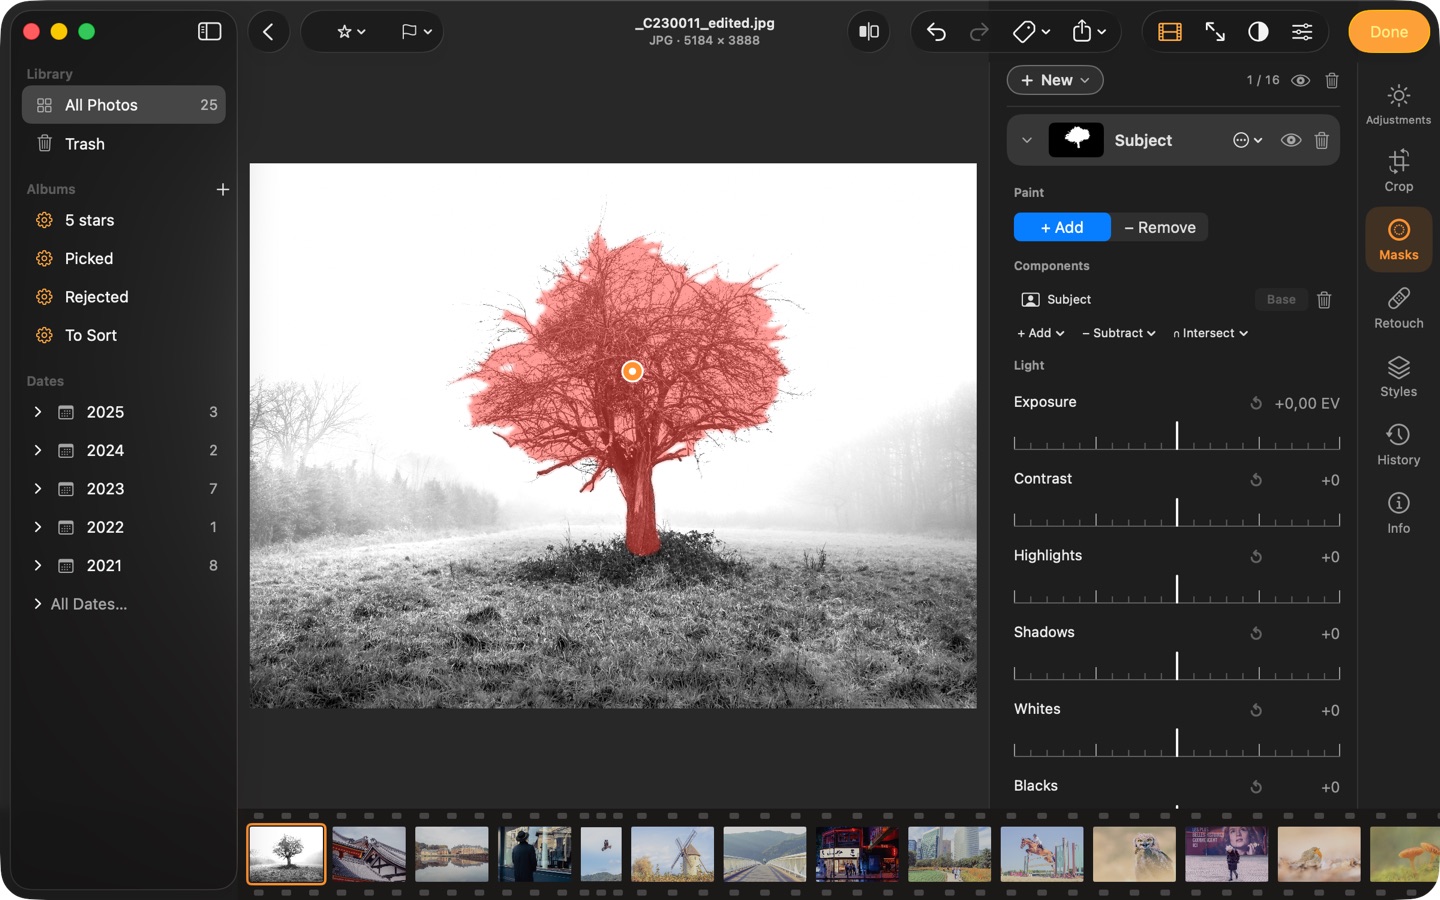 _C230011_edited.jpg
JPG · 5184 × 3888
Done
Library
All Photos 25
Trash
Albums
5 stars
Picked
Rejected
To Sort
Dates
2025 3
2024 2
2023 7
2022 1
2021 8
All Dates...
+ New
1 / 16
Subject
Paint
+ Add
– Remove
Components
Subject
Base
+ Add
– Subtract
∩ Intersect
Light
Exposure +0,00 EV
Contrast +0
Highlights +0
Shadows +0
Whites +0
Blacks +0
Adjustments
Crop
Masks
Retouch
Styles
History
Info